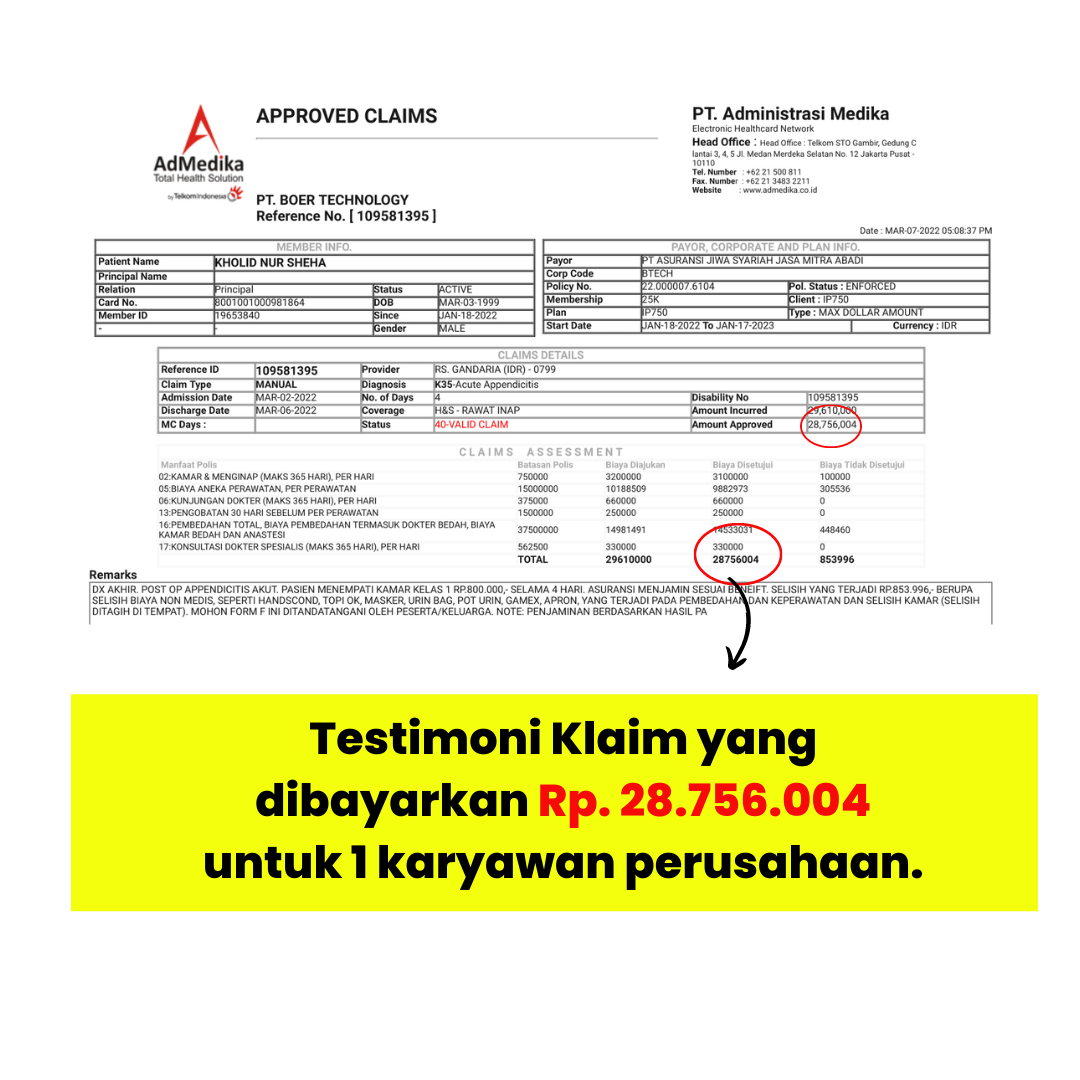 AdMedika
Total Health Solution
by Telkom Indonesia
APPROVED CLAIMS
PT. BOER TECHNOLOGY
Reference No. [ 109581395 ]
PT. Administrasi Medika
Electronic Healthcard Network
Head Office : Head Office : Telkom STO Gambir, Gedung C
lantai 3, 4, 5 Jl. Medan Merdeka Selatan No. 12 Jakarta Pusat -
10110
Tel. Number : +62 21 500 811
Fax. Number : +62 21 3483 2211
Website : www.admedika.co.id
Date : MAR-07-2022 05:08:37 PM
MEMBER INFO.
Patient Name KHOLID NUR SHEHA
Principal Name
Relation Principal Status ACTIVE
Card No. 8001001000981864 DOB MAR-03-1999
Member ID 19653840 Since JAN-18-2022
- - Gender MALE
PAYOR, CORPORATE AND PLAN INFO.
Payor PT ASURANSI JIWA SYARIAH JASA MITRA ABADI
Corp Code BTECH
Policy No. 22.000007.6104 Pol. Status : ENFORCED
Membership 25K Client : IP750
Plan IP750 Type : MAX DOLLAR AMOUNT
Start Date JAN-18-2022 To JAN-17-2023 Currency : IDR
CLAIMS DETAILS
Reference ID 109581395 Provider RS. GANDARIA (IDR) - 0799
Claim Type MANUAL Diagnosis K35-Acute Appendicitis
Admission Date MAR-02-2022 No. of Days 4 Disability No 109581395
Discharge Date MAR-06-2022 Coverage H&S - RAWAT INAP Amount Incurred 29,610,000
MC Days : Status 40-VALID CLAIM Amount Approved 28,756,004
CLAIMS ASSESSMENT
Manfaat Polis Batasan Polis Biaya Diajukan Biaya Disetujui Biaya Tidak Disetujui
02:KAMAR & MENGINAP (MAKS 365 HARI), PER HARI 750000 3200000 3100000 100000
05:BIAYA ANEKA PERAWATAN, PER PERAWATAN 15000000 10188509 9882973 305536
06:KUNJUNGAN DOKTER (MAKS 365 HARI), PER HARI 375000 660000 660000 0
13:PENGOBATAN 30 HARI SEBELUM PER PERAWATAN 1500000 250000 250000 0
16:PEMBEDAHAN TOTAL, BIAYA PEMBEDAHAN TERMASUK DOKTER BEDAH, BIAYA
KAMAR BEDAH DAN ANASTESI 37500000 14981491 14533031 448460
17:KONSULTASI DOKTER SPESIALIS (MAKS 365 HARI), PER HARI 562500 330000 330000 0
TOTAL 29610000 28756004 853996
Remarks
DX AKHIR. POST OP APPENDICITIS AKUT. PASIEN MENEMPATI KAMAR KELAS 1 RP.800.000,- SELAMA 4 HARI. ASURANSI MENJAMIN SESUAI BENEIFT. SELISIH YANG TERJADI RP.853.996,- BERUPA
SELISIH BIAYA NON MEDIS, SEPERTI HANDSCOND, TOPI OK, MASKER, URIN BAG, POT URIN, GAMEX, APRON, YANG TERJADI PADA PEMBEDAHAN DAN KEPERAWATAN DAN SELISIH KAMAR (SELISIH
DITAGIH DI TEMPAT). MOHON FORM F INI DITANDATANGANI OLEH PESERTA/KELUARGA. NOTE: PENJAMINAN BERDASARKAN HASIL PA
Testimoni Klaim yang
dibayarkan Rp. 28.756.004
untuk 1 karyawan perusahaan.